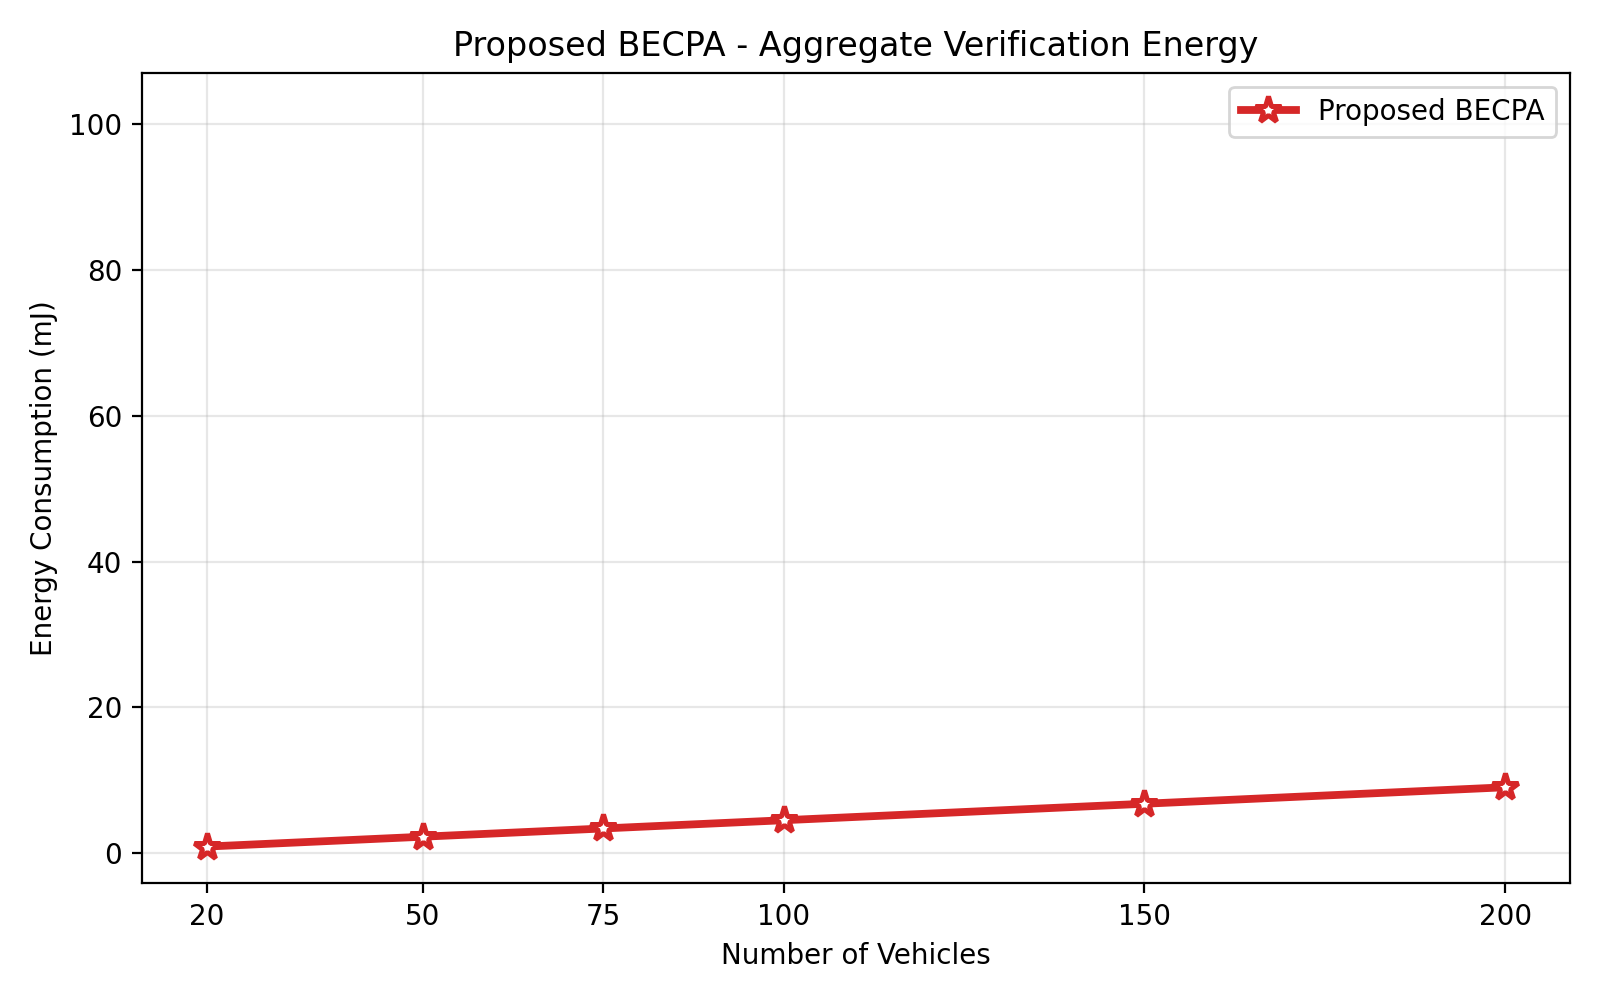 Proposed BECPA - Aggregate Verification Energy
Proposed BECPA
Energy Consumption (mJ)
100
80
60
40
20
0
20 50 75 100 150 200
Number of Vehicles